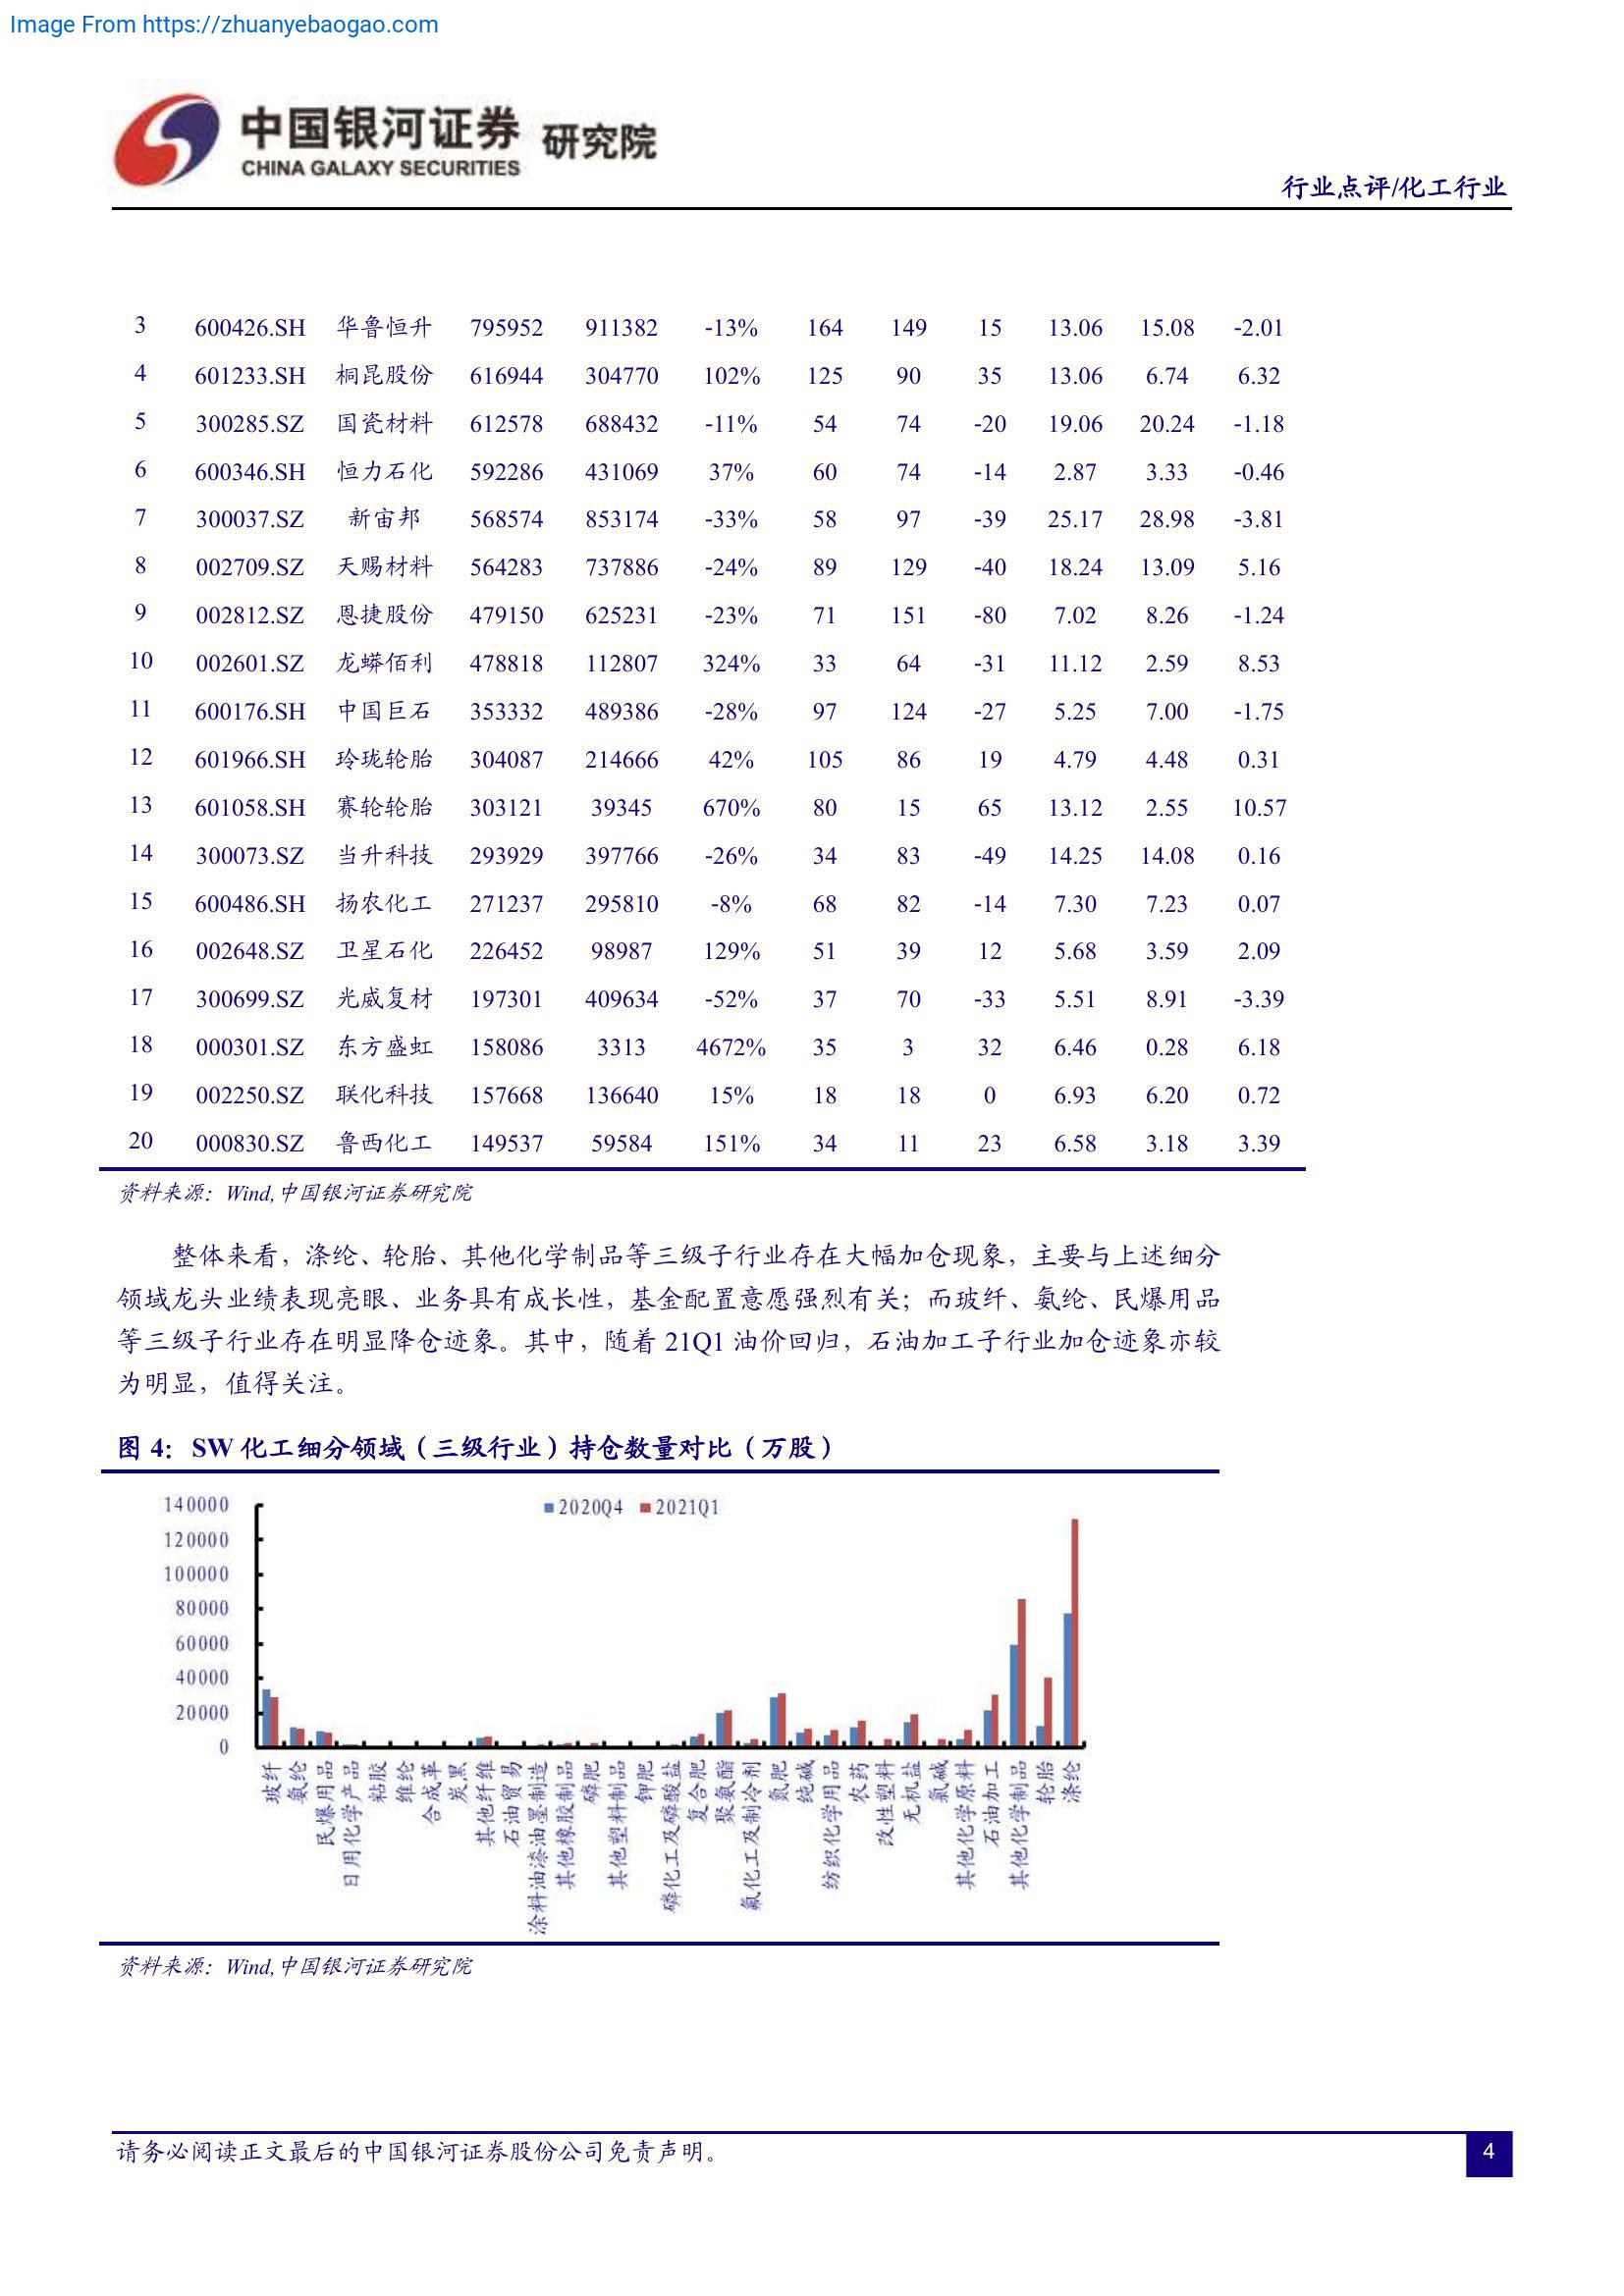 Image From https://zhuanyebaogao.com
中国银河证券 研究院
CHINA GALAXY SECURITIES
行业点评/化工行业
3 600426.SH 华鲁恒升 795952 911382 -13% 164 149 15 13.06 15.08 -2.01
4 601233.SH 桐昆股份 616944 304770 102% 125 90 35 13.06 6.74 6.32
5 300285.SZ 国瓷材料 612578 688432 -11% 54 74 -20 19.06 20.24 -1.18
6 600346.SH 恒力石化 592286 431069 37% 60 74 -14 2.87 3.33 -0.46
7 300037.SZ 新宙邦 568574 853174 -33% 58 97 -39 25.17 28.98 -3.81
8 002709.SZ 天赐材料 564283 737886 -24% 89 129 -40 18.24 13.09 5.16
9 002812.SZ 恩捷股份 479150 625231 -23% 71 151 -80 7.02 8.26 -1.24
10 002601.SZ 龙蟒佰利 478818 112807 324% 33 64 -31 11.12 2.59 8.53
11 600176.SH 中国巨石 353332 489386 -28% 97 124 -27 5.25 7.00 -1.75
12 601966.SH 玲珑轮胎 304087 214666 42% 105 86 19 4.79 4.48 0.31
13 601058.SH 赛轮轮胎 303121 39345 670% 80 15 65 13.12 2.55 10.57
14 300073.SZ 当升科技 293929 397766 -26% 34 83 -49 14.25 14.08 0.16
15 600486.SH 扬农化工 271237 295810 -8% 68 82 -14 7.30 7.23 0.07
16 002648.SZ 卫星石化 226452 98987 129% 51 39 12 5.68 3.59 2.09
17 300699.SZ 光威复材 197301 409634 -52% 37 70 -33 5.51 8.91 -3.39
18 000301.SZ 东方盛虹 158086 3313 4672% 35 3 32 6.46 0.28 6.18
19 002250.SZ 联化科技 157668 136640 15% 18 18 0 6.93 6.20 0.72
20 000830.SZ 鲁西化工 149537 59584 151% 34 11 23 6.58 3.18 3.39
资料来源：Wind,中国银河证券研究院
整体来看，涤纶、轮胎、其他化学制品等三级子行业存在大幅加仓现象，主要与上述细分
领域龙头业绩表现亮眼、业务具有成长性，基金配置意愿强烈有关；而玻纤、氨纶、民爆用品
等三级子行业存在明显降仓迹象。其中，随着 21Q1 油价回归，石油加工子行业加仓迹象亦较
为明显，值得关注。
图 4：SW 化工细分领域（三级行业）持仓数量对比（万股）
2020Q4 2021Q1
140000
120000
100000
80000
60000
40000
20000
0
玻纤
氨纶
民爆用品
日用化学产品
粘胶
维纶
合成革
炭黑
其他纤维
石油贸易
涂料油漆油墨制造
其他橡胶制品
磷肥
其他塑料制品
钾肥
磷化工及磷酸盐
复合肥
聚氨酯
氟化工及制冷剂
氮肥
纯碱
纺织化学用品
农药
改性塑料
无机盐
氯碱
其他化学原料
石油加工
其他化学制品
轮胎
涤纶
资料来源：Wind,中国银河证券研究院
请务必阅读正文最后的中国银河证券股份公司免责声明。
4